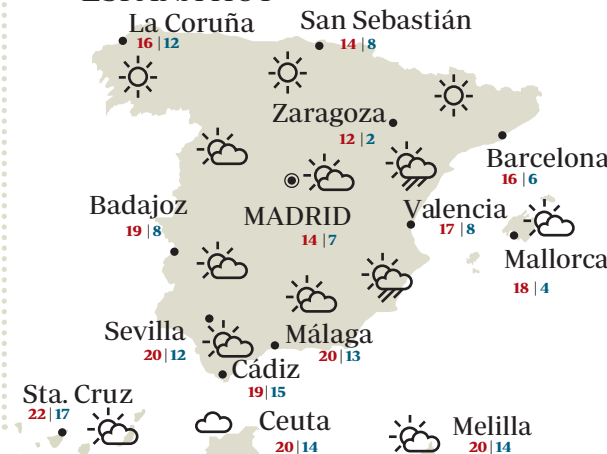 La Coruña
16|12
San Sebastián
14|8
Zaragoza
12|2
Barcelona
16|6
Badajoz
19|8
MADRID
14|7
Valencia
17|8
Mallorca
18|4
Sevilla
20|12
Málaga
20|13
Cádiz
19|15
Sta. Cruz
22|17
Ceuta
20|14
Melilla
20|14